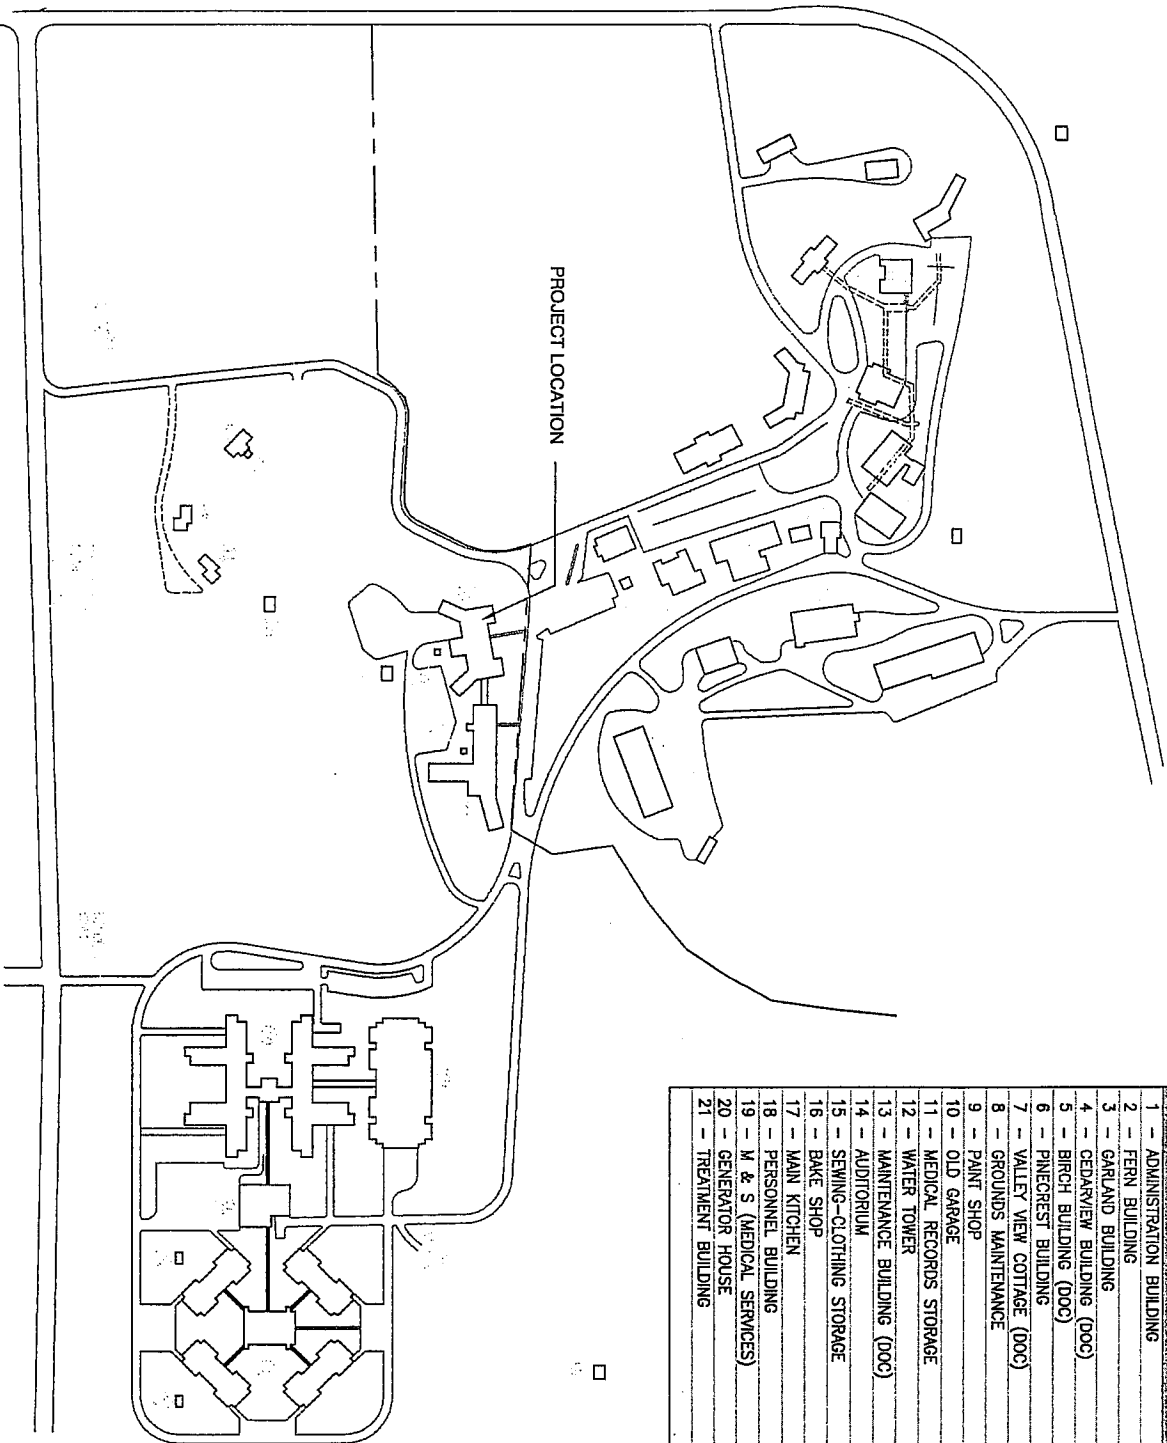 PROJECT LOCATION
1 - ADMINISTRATION BUILDING
2 - FERN BUILDING
3 - GARLAND BUILDING
4 - CEDARVIEW BUILDING (DOC)
5 - BIRCH BUILDING (DOC)
6 - PINECREST BUILDING
7 - VALLEY VIEW COTTAGE (DOC)
8 - GROUNDS MAINTENANCE
9 - PAINT SHOP
10 - OLD GARAGE
11 - MEDICAL RECORDS STORAGE
12 - WATER TOWER
13 - MAINTENANCE BUILDING (DOC)
14 - AUDITORIUM
15 - SEWING-CLOTHING STORAGE
16 - BAKE SHOP
17 - MAIN KITCHEN
18 - PERSONNEL BUILDING
19 - M & S (MEDICAL SERVICES)
20 - GENERATOR HOUSE
21 - TREATMENT BUILDING